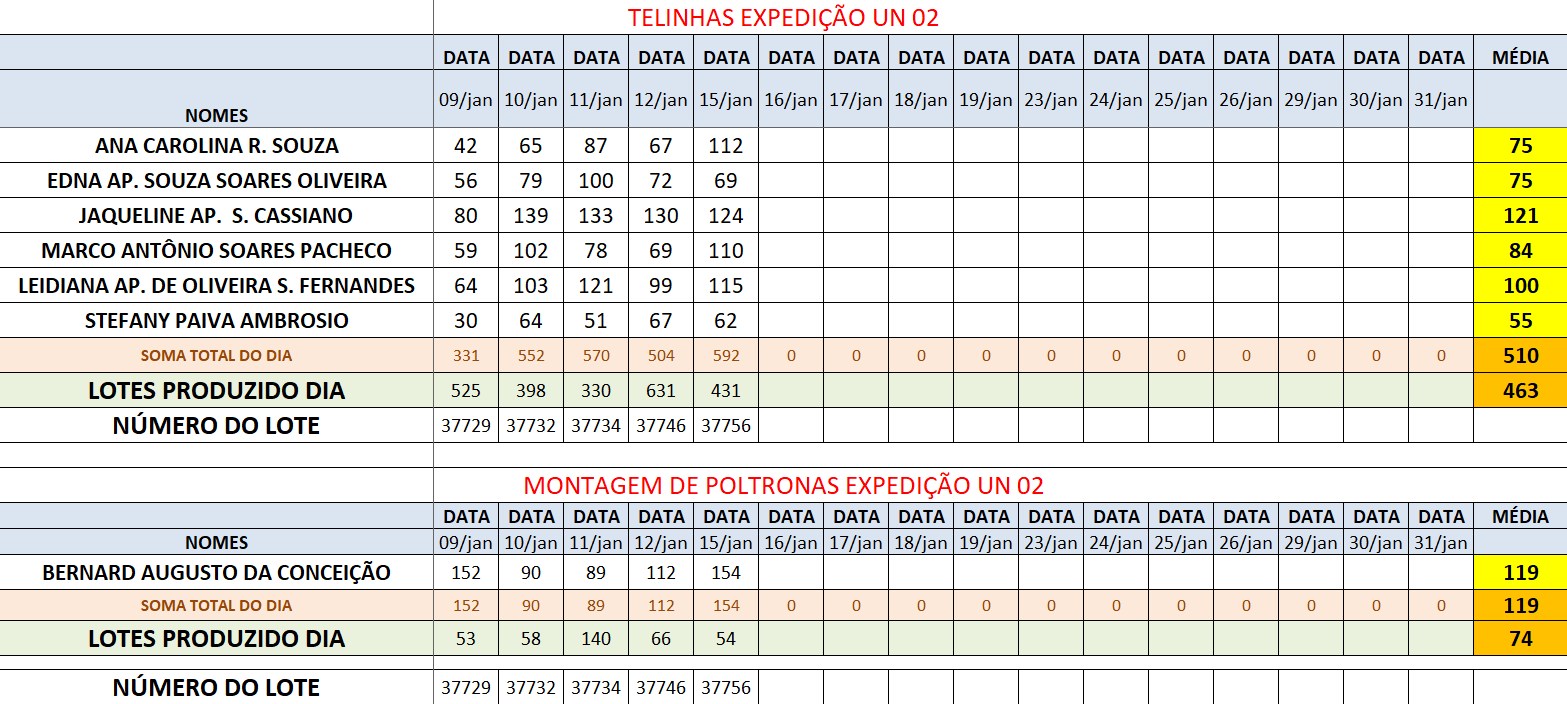 TELINHAS EXPEDIÇÃO UN 02
DATA DATA DATA DATA DATA DATA DATA DATA DATA DATA DATA DATA DATA DATA DATA DATA MÉDIA
NOMES 09/jan 10/jan 11/jan 12/jan 15/jan 16/jan 17/jan 18/jan 19/jan 23/jan 24/jan 25/jan 26/jan 29/jan 30/jan 31/jan
ANA CAROLINA R. SOUZA 42 65 87 67 112 75
EDNA AP. SOUZA SOARES OLIVEIRA 56 79 100 72 69 75
JAQUELINE AP. S. CASSIANO 80 139 133 130 124 121
MARCO ANTÔNIO SOARES PACHECO 59 102 78 69 110 84
LEIDIANA AP. DE OLIVEIRA S. FERNANDES 64 103 121 99 115 100
STEFANY PAIVA AMBROSIO 30 64 51 67 62 55
SOMA TOTAL DO DIA 331 552 570 504 592 0 0 0 0 0 0 0 0 0 0 0 510
LOTES PRODUZIDO DIA 525 398 330 631 431 463
NÚMERO DO LOTE 37729 37732 37734 37746 37756
MONTAGEM DE POLTRONAS EXPEDIÇÃO UN 02
DATA DATA DATA DATA DATA DATA DATA DATA DATA DATA DATA DATA DATA DATA DATA DATA MÉDIA
NOMES 09/jan 10/jan 11/jan 12/jan 15/jan 16/jan 17/jan 18/jan 19/jan 23/jan 24/jan 25/jan 26/jan 29/jan 30/jan 31/jan
BERNARD AUGUSTO DA CONCEIÇÃO 152 90 89 112 154 119
SOMA TOTAL DO DIA 152 90 89 112 154 0 0 0 0 0 0 0 0 0 0 0 119
LOTES PRODUZIDO DIA 53 58 140 66 54 74
NÚMERO DO LOTE 37729 37732 37734 37746 37756